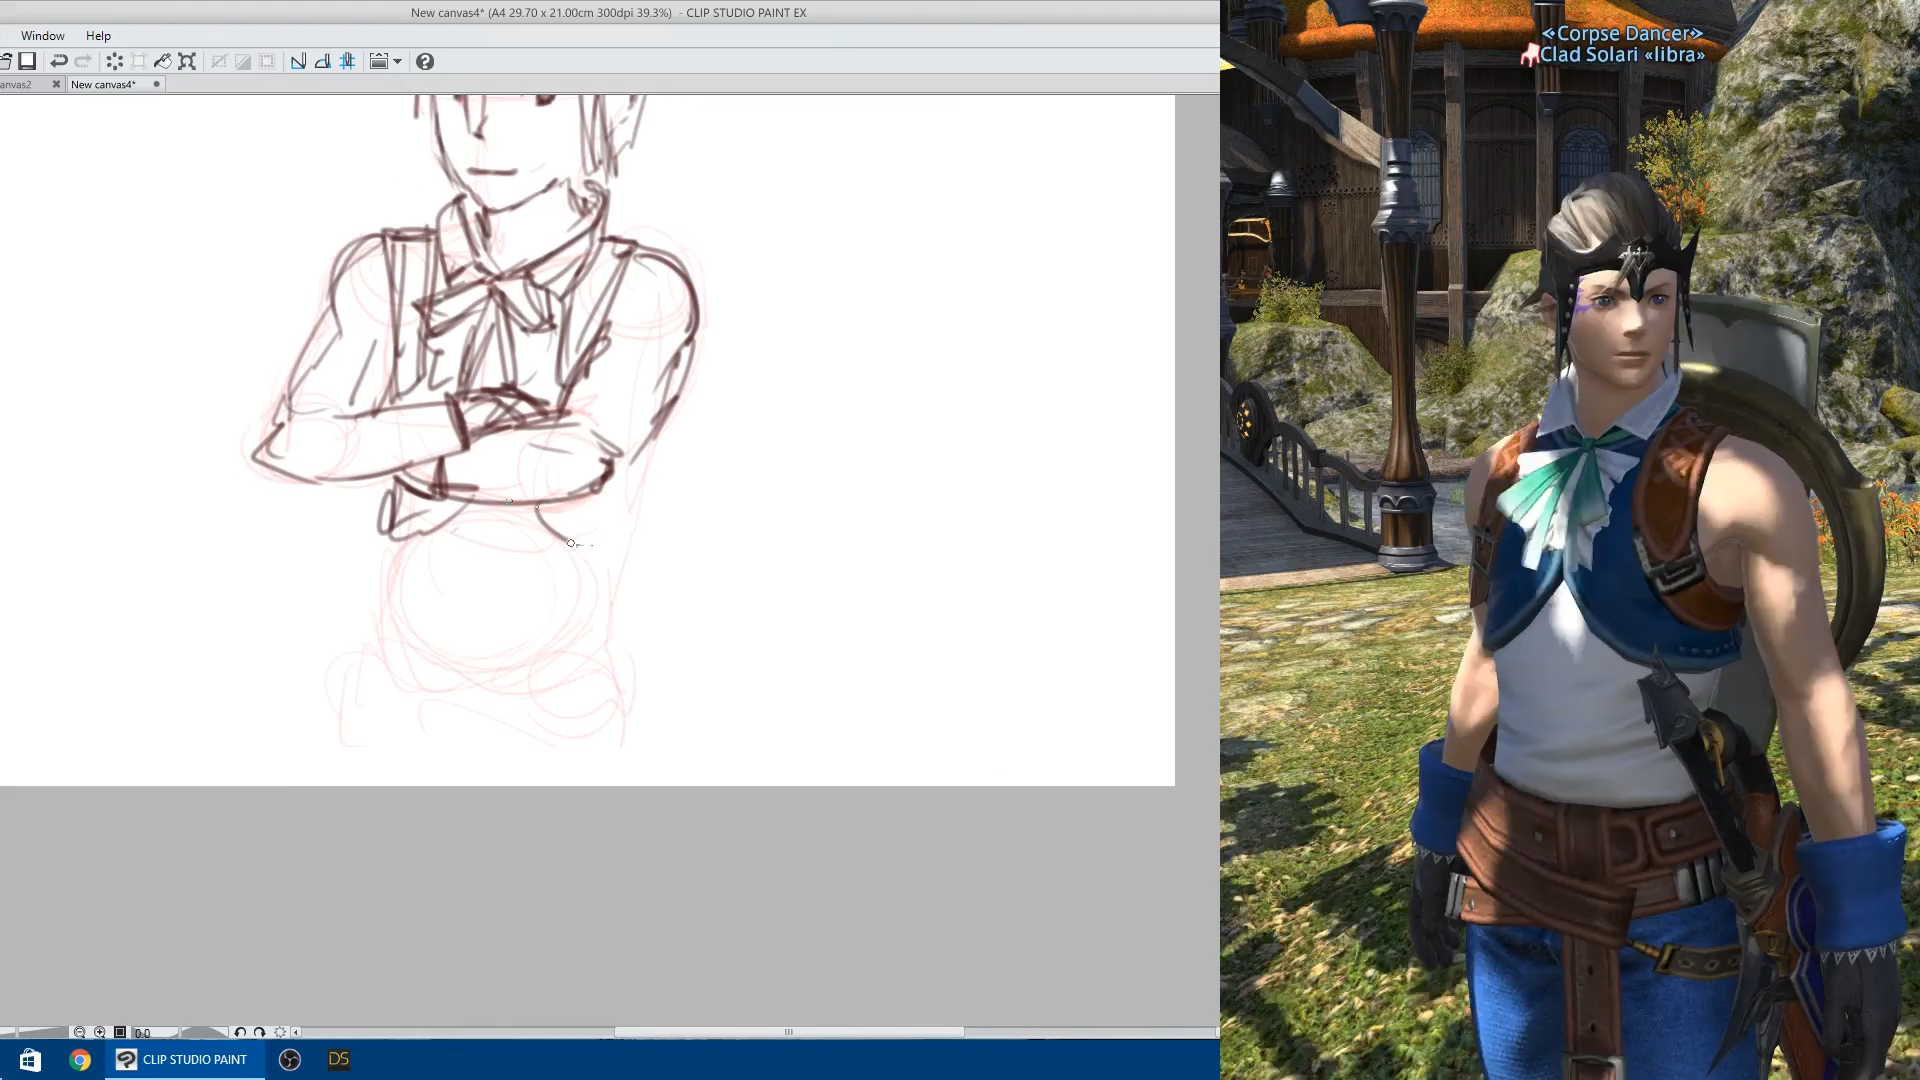 New canvas4* (A4 29.70 x 21.00cm 300dpi 39.3%) - CLIP STUDIO PAINT EX
Window Help
anvas2 New canvas4*
«Corpse Dancer»
Clad Solari «libra»
0.0
CLIP STUDIO PAINT DS